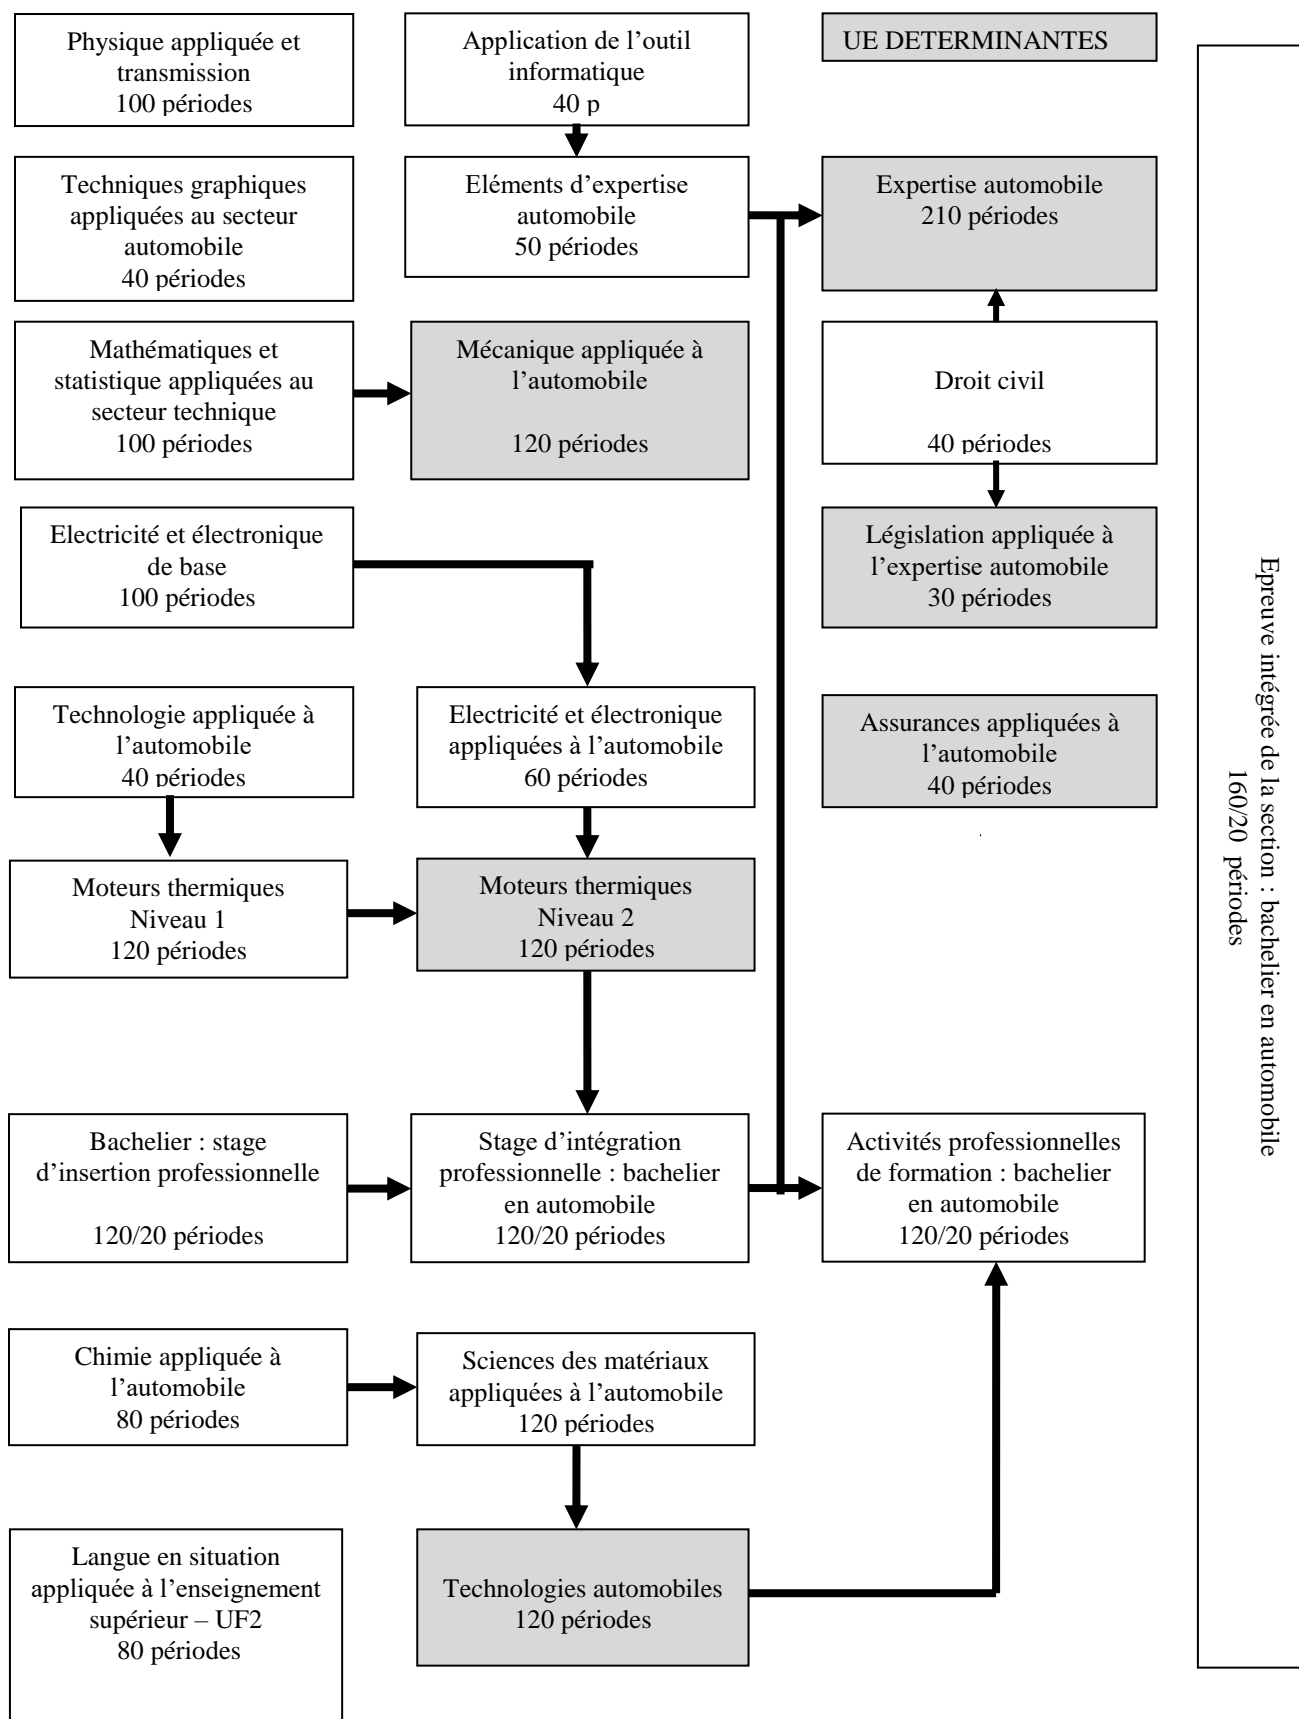 Physique appliquée et
transmission
100 périodes
Application de l’outil
informatique
40 p
UE DETERMINANTES
Techniques graphiques
appliquées au secteur
automobile
40 périodes
Eléments d’expertise
automobile
50 périodes
Expertise automobile
210 périodes
Mathématiques et
statistique appliquées au
secteur technique
100 périodes
Mécanique appliquée à
l’automobile
120 périodes
Droit civil
40 périodes
Electricité et électronique
de base
100 périodes
Législation appliquée à
l’expertise automobile
30 périodes
Technologie appliquée à
l’automobile
40 périodes
Electricité et électronique
appliquées à l’automobile
60 périodes
Assurances appliquées à
l’automobile
40 périodes
Moteurs thermiques
Niveau 1
120 périodes
Moteurs thermiques
Niveau 2
120 périodes
Bachelier : stage
d’insertion professionnelle
120/20 périodes
Stage d’intégration
professionnelle : bachelier
en automobile
120/20 périodes
Activités professionnelles
de formation : bachelier
en automobile
120/20 périodes
Chimie appliquée à
l’automobile
80 périodes
Sciences des matériaux
appliquées à l’automobile
120 périodes
Langue en situation
appliquée à l’enseignement
supérieur – UF2
80 périodes
Technologies automobiles
120 périodes
Epreuve intégrée de la section : bachelier en automobile
160/20 périodes